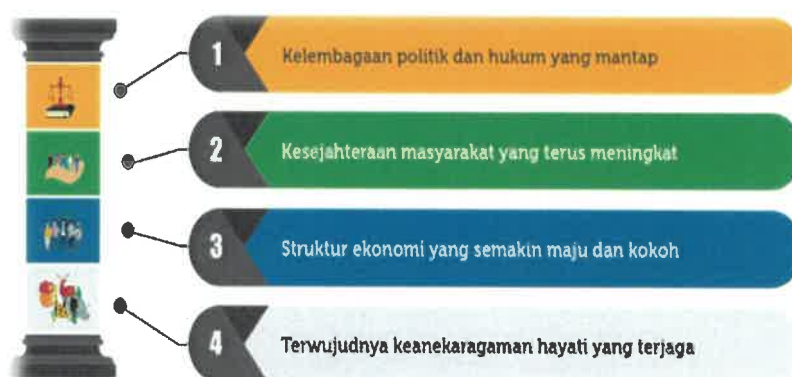 1
Kelembagaan politik dan hukum yang mantap
2
Kesejahteraan masyarakat yang terus meningkat
3
Struktur ekonomi yang semakin maju dan kokoh
4
Terwujudnya keanekaragaman hayati yang terjaga